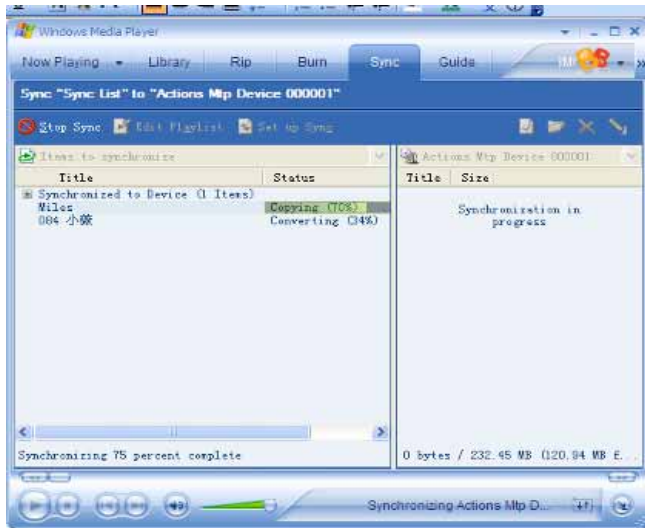 Windows Media Player
Now Playing Library Rip Burn Sync Guide
Sync "Sync List" to "Actions Mtp Device 000001"
Stop Sync Edit Playlist Set up Sync
Items to synchronize
Actions Mtp Device 000001
Title Status
Title Size
Synchronized to Device (1 Items)
Miles Copying (70%)
084 小薇 Converting (34%)
Synchronization in
progress
Synchronizing 75 percent complete
0 bytes / 232.45 MB (120.94 MB f...
Synchronizing Actions Mtp D...